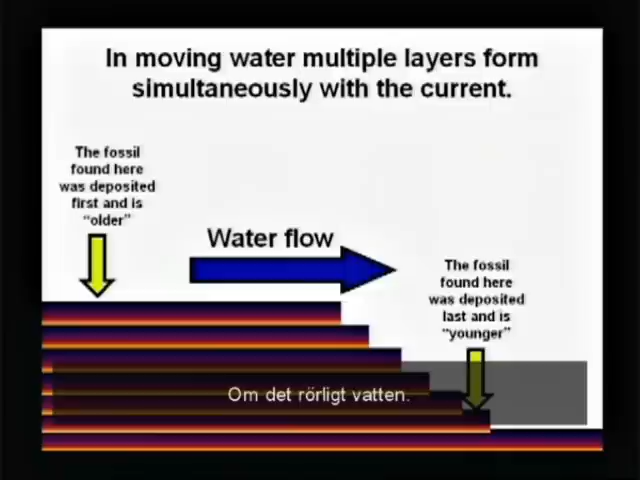 In moving water multiple layers form
simultaneously with the current.
The fossil
found here
was deposited
first and is
“older”
Water flow
The fossil
found here
was deposited
last and is
“younger”
Om det rörligt vatten.